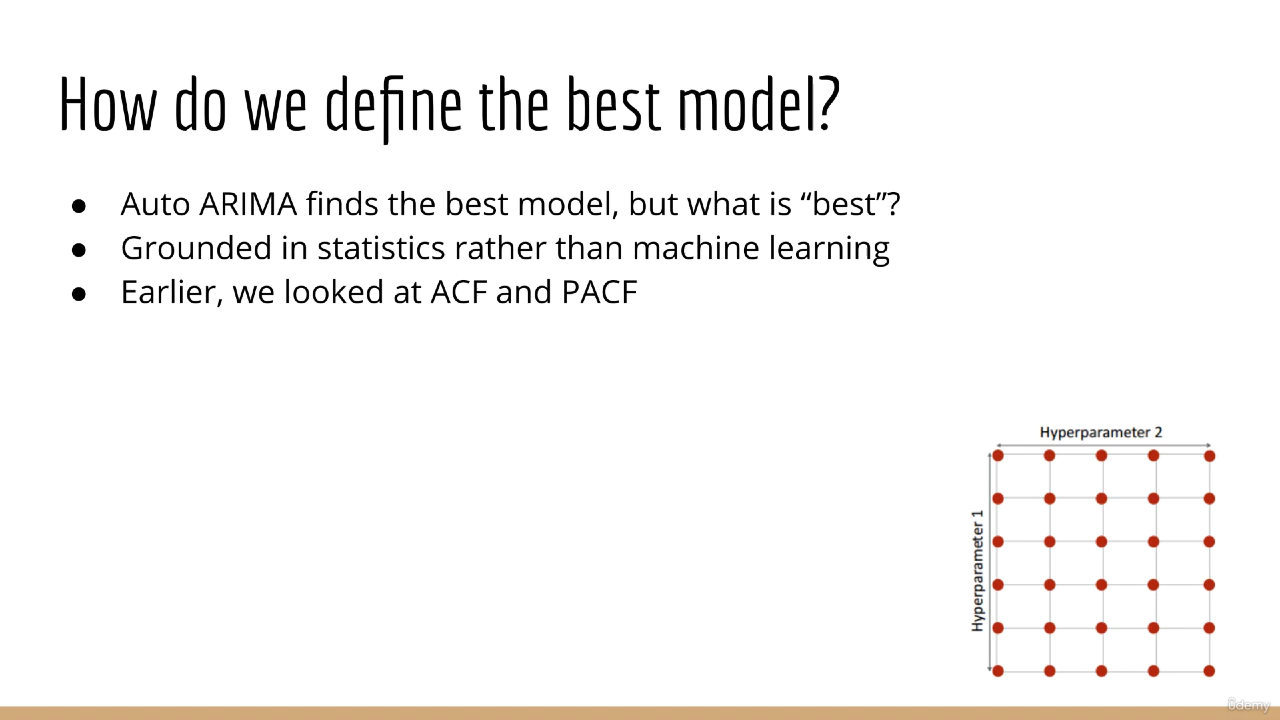 How do we define the best model?
● Auto ARIMA finds the best model, but what is “best”?
● Grounded in statistics rather than machine learning
● Earlier, we looked at ACF and PACF
Hyperparameter 2
Hyperparameter 1
ûdemy